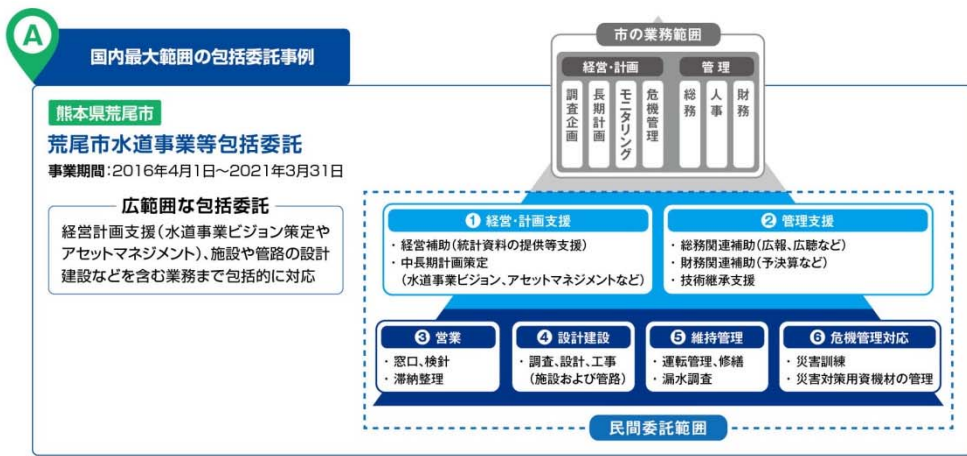 A
国内最大範囲の包括委託事例
熊本県荒尾市
荒尾市水道事業等包括委託
事業期間:2016年4月1日~2021年3月31日
広範囲な包括委託
経営計画支援(水道事業ビジョン策定や
アセットマネジメント)、施設や管路の設計
建設などを含む業務まで包括的に対応
市の業務範囲
経営・計画
調査企画
長期計画
モニタリング
危機管理
管理
総務
人事
財務
❶ 経営・計画支援
・経営補助(統計資料の提供等支援)
・中長期計画策定
(水道事業ビジョン、アセットマネジメントなど)
❷ 管理支援
・総務関連補助(広報、広聴など)
・財務関連補助(予決算など)
・技術継承支援
❸ 営業
・窓口、検針
・滞納整理
❹ 設計建設
・調査、設計、工事
(施設および管路)
❺ 維持管理
・運転管理、修繕
・漏水調査
❻ 危機管理対応
・災害訓練
・災害対策用資機材の管理
民間委託範囲